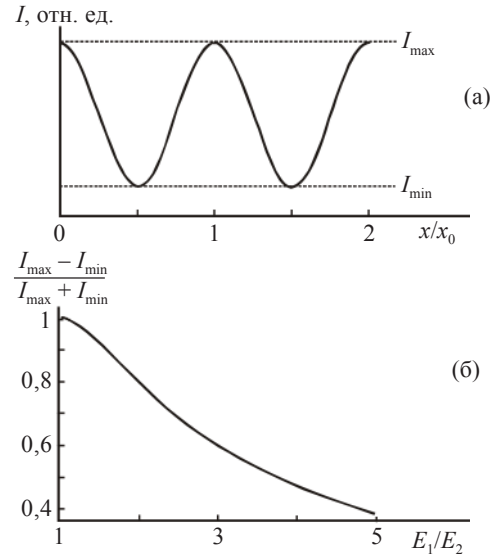 I, отн. ед.
I_max
(а)
I_min
0 1 2 x/x_0
I_max – I_min
I_max + I_min
1
(б)
0,8
0,6
0,4
1 3 5 E_1/E_2